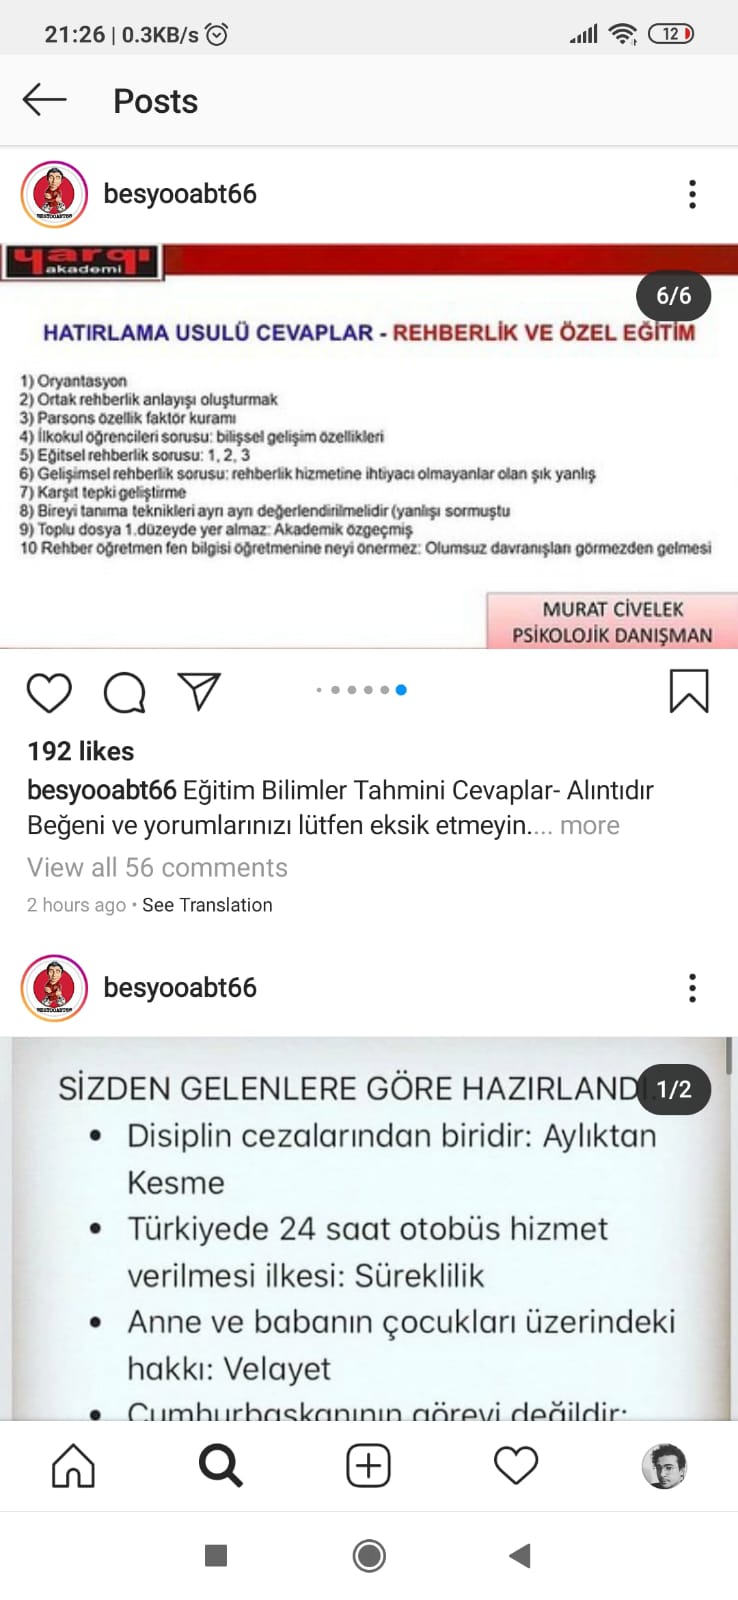 21:26 | 0.3KB/s
12
Posts
besyooabt66
yargı
akademi
6/6
HATIRLAMA USULÜ CEVAPLAR - REHBERLİK VE ÖZEL EĞİTİM
1) Oryantasyon
2) Ortak rehberlik anlayışı oluşturmak
3) Parsons özellik faktör kuramı
4) İlkokul öğrencileri sorusu: bilişsel gelişim özellikleri
5) Eğitsel rehberlik sorusu: 1, 2, 3
6) Gelişimsel rehberlik sorusu: rehberlik hizmetine ihtiyacı olmayanlar olan şık yanlış
7) Karşıt tepki geliştirme
8) Bireyi tanıma teknikleri ayrı ayrı değerlendirilmelidir (yanlışı sormuştu
9) Toplu dosya 1.düzeyde yer almaz: Akademik özgeçmiş
10 Rehber öğretmen fen bilgisi öğretmenine neyi önermez: Olumsuz davranışları görmezden gelmesi
MURAT CİVELEK
PSİKOLOJİK DANIŞMAN
192 likes
besyooabt66 Eğitim Bilimler Tahmini Cevaplar- Alıntıdır
Beğeni ve yorumlarınızı lütfen eksik etmeyin.... more
View all 56 comments
2 hours ago • See Translation
besyooabt66
SİZDEN GELENLERE GÖRE HAZIRLANDI
1/2
• Disiplin cezalarından biridir: Aylıktan
Kesme
• Türkiyede 24 saat otobüs hizmet
verilmesi ilkesi: Süreklilik
• Anne ve babanın çocukları üzerindeki
hakkı: Velayet
• Cumhurbaşkanının görevi değildir: